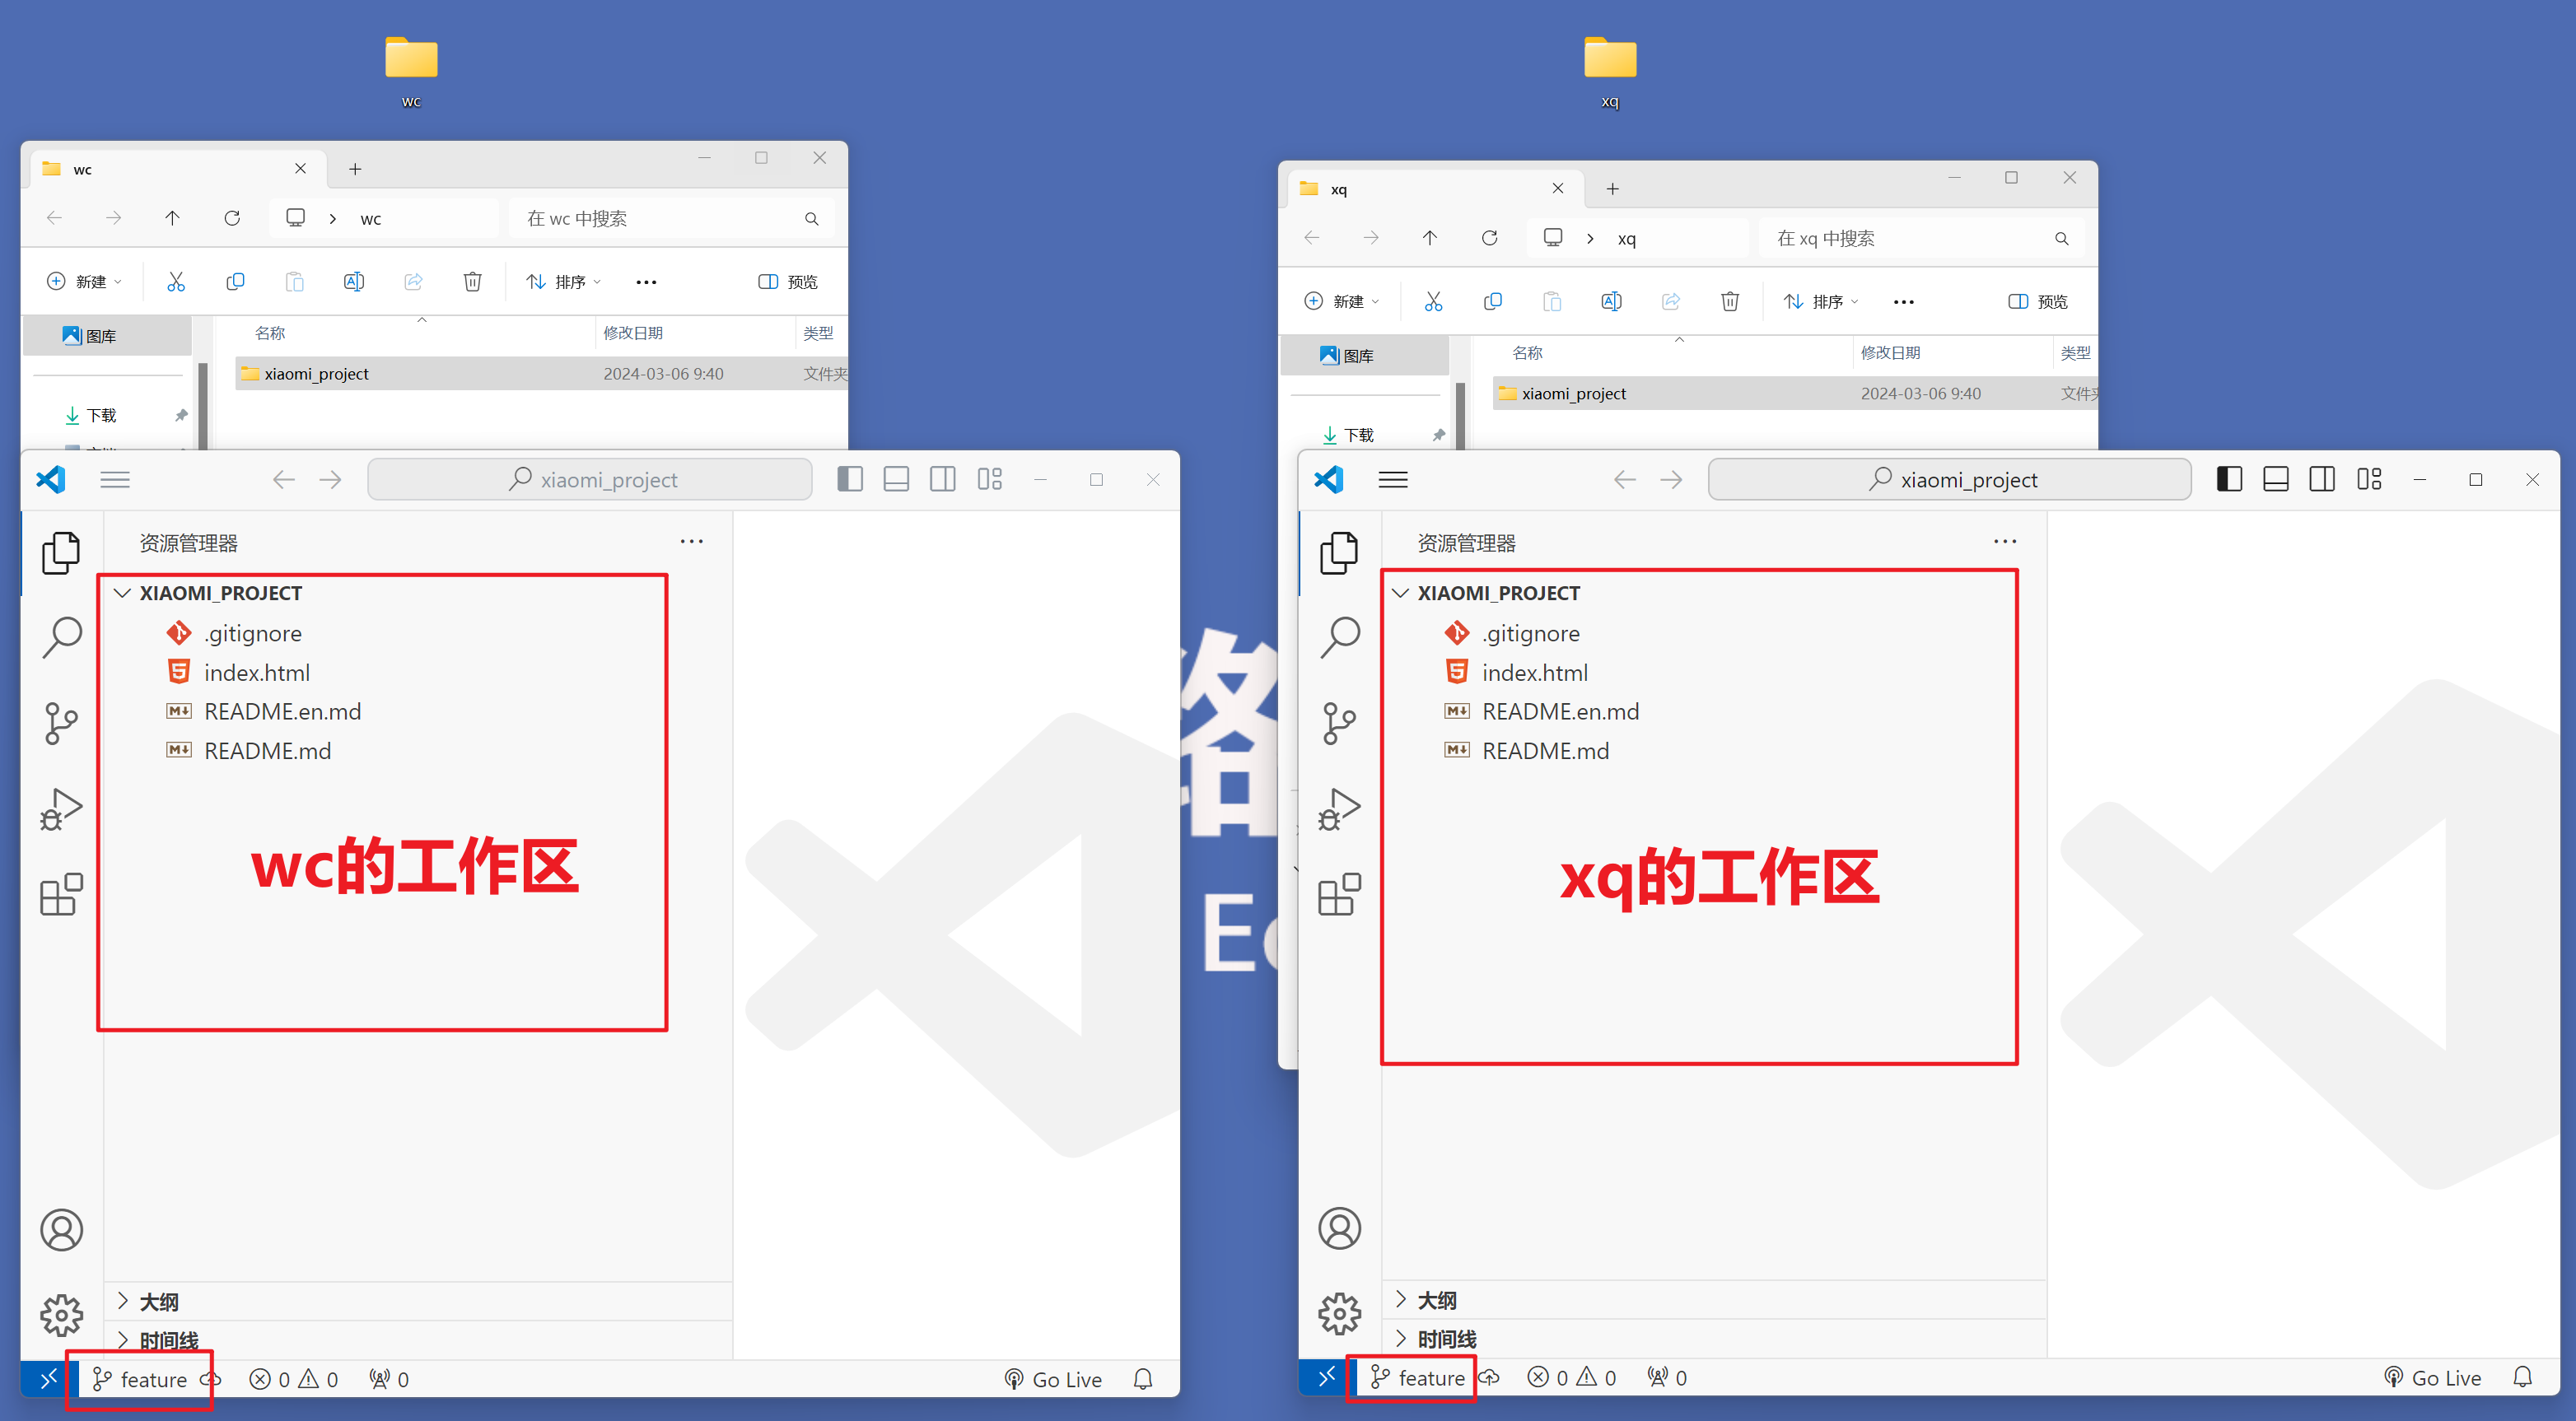 wc
xq
wc
wc
在 wc 中搜索
新建
排序
预览
图库
名称
修改日期
类型
xiaomi_project
2024-03-06 9:40
文件夹
下载
xq
xq
在 xq 中搜索
新建
排序
预览
图库
名称
修改日期
类型
xiaomi_project
2024-03-06 9:40
文件夹
下载
xiaomi_project
资源管理器
XIAOMI_PROJECT
.gitignore
index.html
README.en.md
README.md
wc的工作区
大纲
时间线
feature
0
0
0
Go Live
xiaomi_project
资源管理器
XIAOMI_PROJECT
.gitignore
index.html
README.en.md
README.md
xq的工作区
大纲
时间线
feature
0
0
0
Go Live